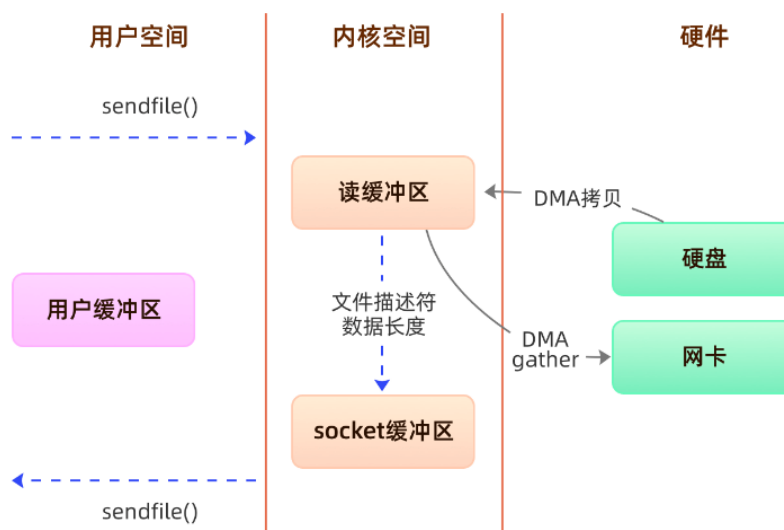 用户空间
内核空间
硬件
sendfile()
读缓冲区
DMA拷贝
硬盘
用户缓冲区
文件描述符
数据长度
DMA
gather
网卡
socket缓冲区
sendfile()